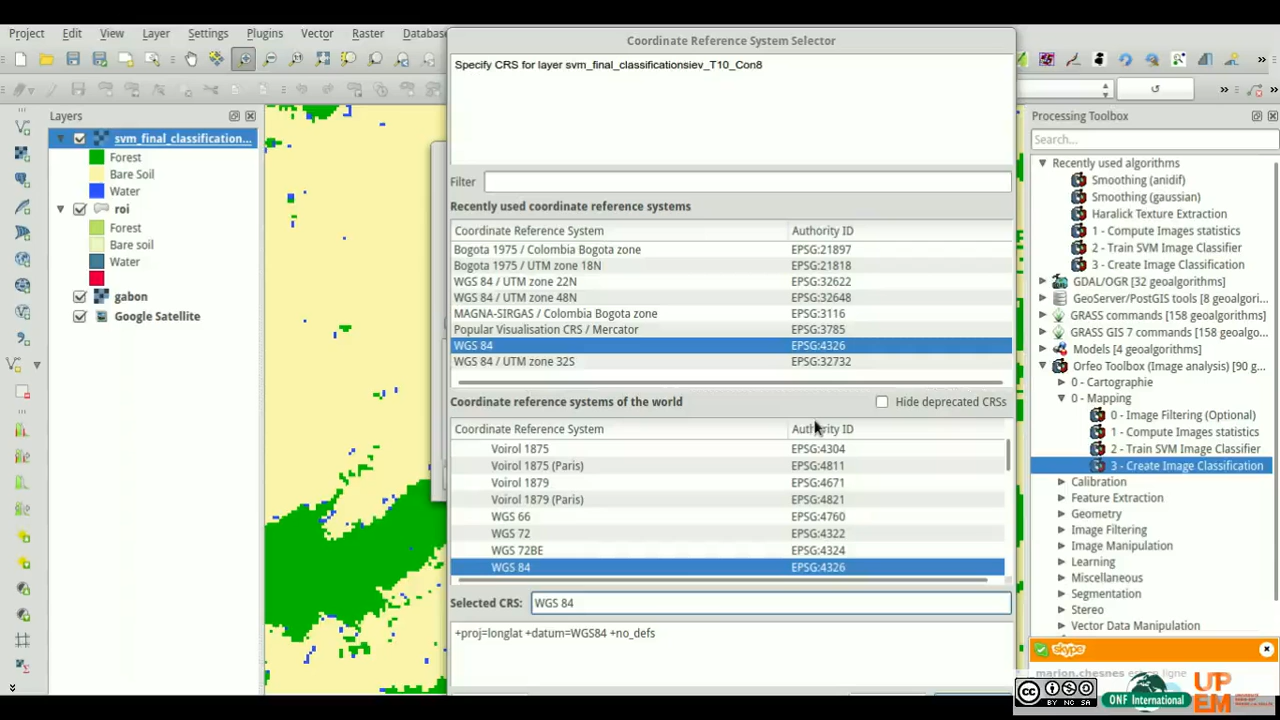 Project Edit View Layer Settings Plugins Vector Raster Database
Coordinate Reference System Selector
Specify CRS for layer svm_final_classificationsiev_T10_Con8
Layers
svm_final_classification...
Forest
Bare Soil
Water
roi
Forest
Bare soil
Water
gabon
Google Satellite
Filter
Recently used coordinate reference systems
Coordinate Reference System Authority ID
Bogota 1975 / Colombia Bogota zone EPSG:21897
Bogota 1975 / UTM zone 18N EPSG:21818
WGS 84 / UTM zone 22N EPSG:32622
WGS 84 / UTM zone 48N EPSG:32648
MAGNA-SIRGAS / Colombia Bogota zone EPSG:3116
Popular Visualisation CRS / Mercator EPSG:3785
WGS 84 EPSG:4326
WGS 84 / UTM zone 32S EPSG:32732
Coordinate reference systems of the world Hide deprecated CRSs
Coordinate Reference System Authority ID
Voirol 1875 EPSG:4304
Voirol 1875 (Paris) EPSG:4811
Voirol 1879 EPSG:4671
Voirol 1879 (Paris) EPSG:4821
WGS 66 EPSG:4760
WGS 72 EPSG:4322
WGS 72BE EPSG:4324
WGS 84 EPSG:4326
Selected CRS: WGS 84
+proj=longlat +datum=WGS84 +no_defs
Processing Toolbox
Search...
Recently used algorithms
Smoothing (anidif)
Smoothing (gaussian)
Haralick Texture Extraction
1 - Compute Images statistics
2 - Train SVM Image Classifier
3 - Create Image Classification
GDAL/OGR [32 geoalgorithms]
GeoServer/PostGIS tools [8 geoalgori...
GRASS commands [158 geoalgorithms]
GRASS GIS 7 commands [158 geoalgo...
Models [4 geoalgorithms]
Orfeo Toolbox (Image analysis) [90 g...
0 - Cartographie
0 - Mapping
0 - Image Filtering (Optional)
1 - Compute Images statistics
2 - Train SVM Image Classifier
3 - Create Image Classification
Calibration
Feature Extraction
Geometry
Image Filtering
Image Manipulation
Learning
Miscellaneous
Segmentation
Stereo
Vector Data Manipulation
skype
marion.chesnes est en ligne
cc BY NC SA
ONF International
UPEM